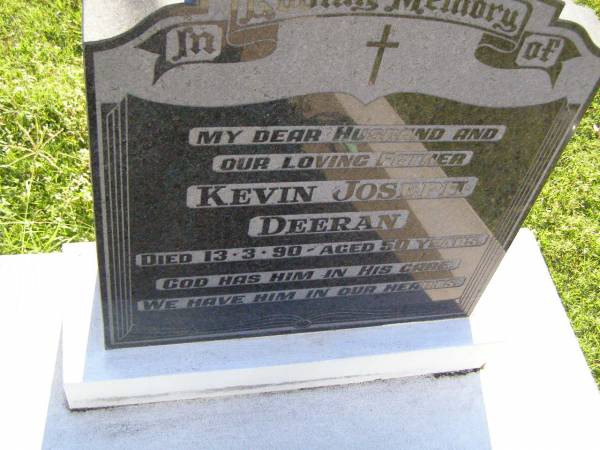 In Loving Memory of
My dear Husband and
our loving Father
Kevin Joseph
Deeran
Died 13·3·90 - aged 50 years.
God has him in His care.
We have him in our hearts.